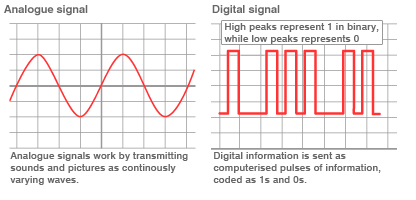 Analogue signal
Analogue signals work by transmitting
sounds and pictures as continously
varying waves.
Digital signal
High peaks represent 1 in binary,
while low peaks represents 0
Digital information is sent as
computerised pulses of information,
coded as 1s and 0s.